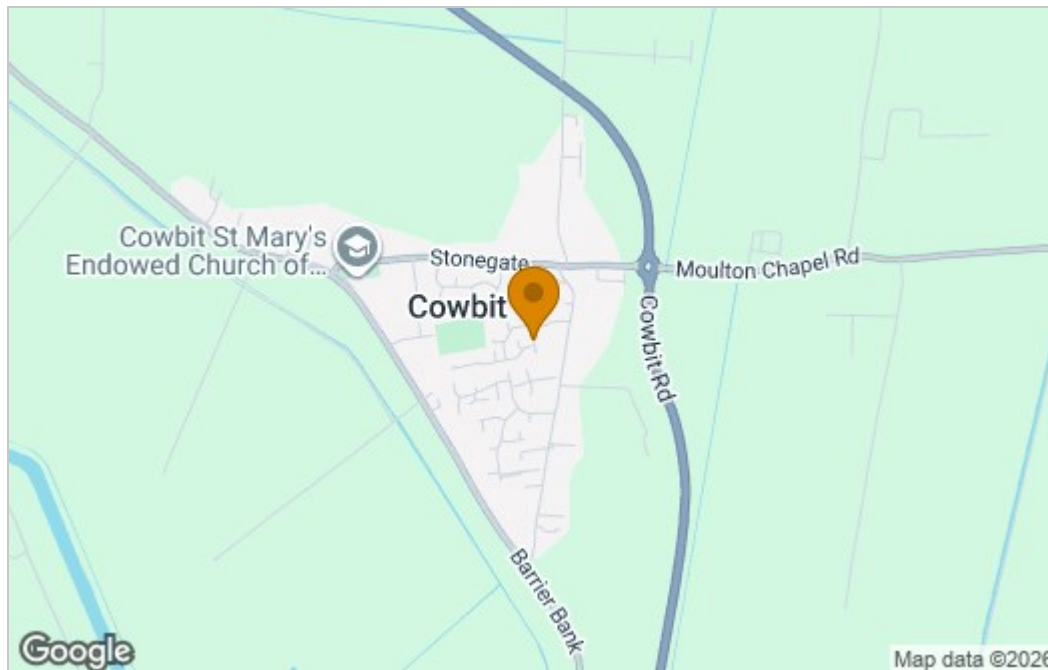 Cowbit St Mary's
Endowed Church of...
Stonegate
Moulton Chapel Rd
Cowbit
Cowbit Rd
Barrier Bank
Google
Map data ©2026